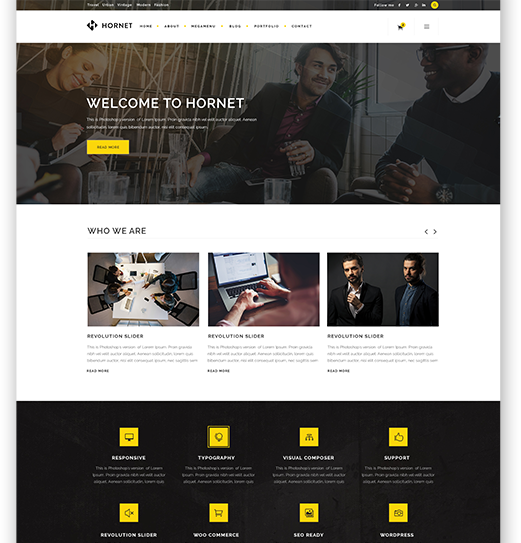 Travel Urban Vintage Modern Fashion
Follow me
HORNET
HOME ABOUT MEGAMENU BLOG PORTFOLIO CONTACT
WELCOME TO HORNET
This is Photoshop's version of Lorem Ipsum. Proin gravida nibh vel velit auctor aliquet. Aenean
sollicitudin, lorem quis bibendum auctor, nisi elit consequat ipsum.
READ MORE
WHO WE ARE
REVOLUTION SLIDER
This is Photoshop's version of Lorem Ipsum. Proin gravida
nibh vel velit auctor aliquet. Aenean sollicitudin, lorem quis
bibendum auctor, nisi elit consequat ipsum, nec sagittis sem
READ MORE
REVOLUTION SLIDER
This is Photoshop's version of Lorem Ipsum. Proin gravida
nibh vel velit auctor aliquet. Aenean sollicitudin, lorem quis
bibendum auctor, nisi elit consequat ipsum, nec sagittis sem
READ MORE
REVOLUTION SLIDER
This is Photoshop's version of Lorem Ipsum. Proin gravida
nibh vel velit auctor aliquet. Aenean sollicitudin, lorem quis
bibendum auctor, nisi elit consequat ipsum, nec sagittis sem
READ MORE
RESPONSIVE
This is Photoshop's version of Lorem
Ipsum. Proin gravida nibh vel velit auctor
aliquet. Aenean sollicitudin,
TYPOGRAPHY
This is Photoshop's version of Lorem
Ipsum. Proin gravida nibh vel velit auctor
aliquet. Aenean sollicitudin,
VISUAL COMPOSER
This is Photoshop's version of Lorem
Ipsum. Proin gravida nibh vel velit auctor
aliquet. Aenean sollicitudin,
SUPPORT
This is Photoshop's version of Lorem
Ipsum. Proin gravida nibh vel velit auctor
aliquet. Aenean sollicitudin,
REVOLUTION SLIDER
WOO COMMERCE
SEO READY
WORDPRESS